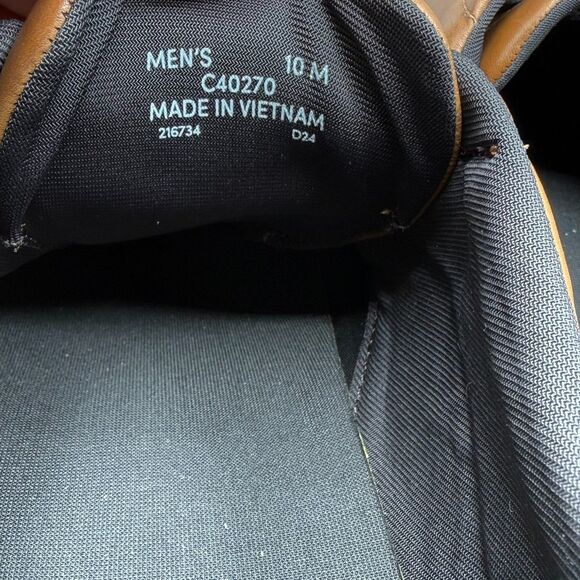 MEN'S 10 M
C40270
MADE IN VIETNAM
216734 D24